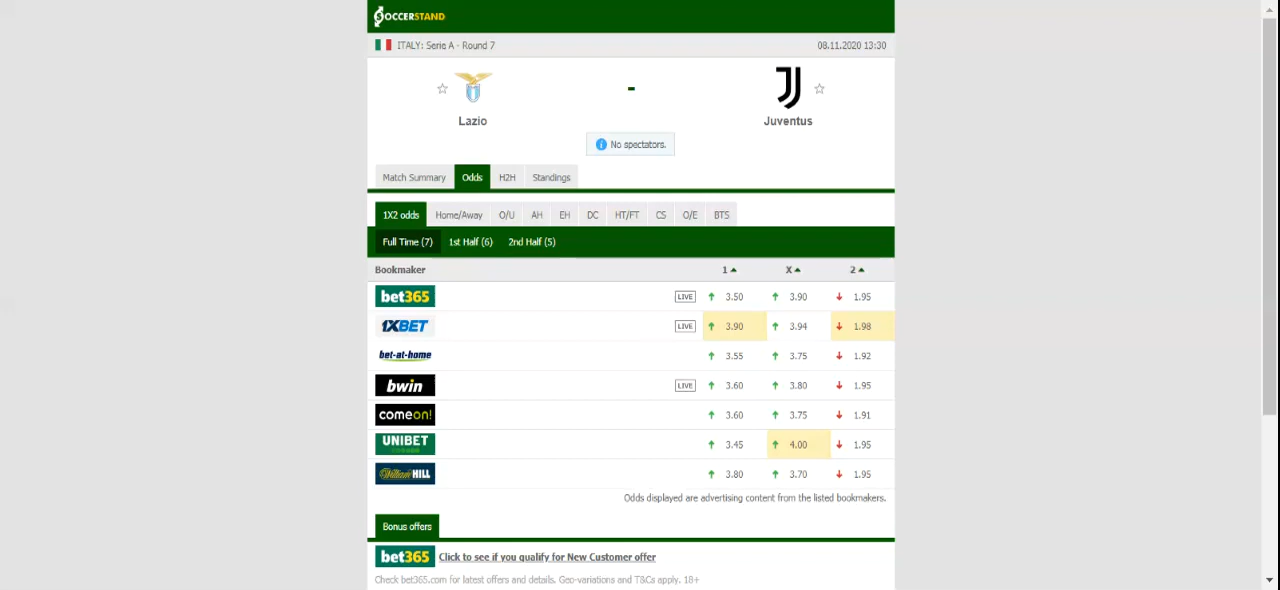 SOCCERSTAND
ITALY: Serie A - Round 7 08.11.2020 13:30
-
Lazio Juventus
No spectators.
Match Summary Odds H2H Standings
1X2 odds Home/Away O/U AH EH DC HT/FT CS O/E BTS
Full Time (7) 1st Half (6) 2nd Half (5)
Bookmaker 1 X 2
bet365 LIVE 3.50 3.90 1.95
1XBET LIVE 3.90 3.94 1.98
bet-at-home 3.55 3.75 1.92
bwin LIVE 3.60 3.80 1.95
comeon! 3.60 3.75 1.91
UNIBET 3.45 4.00 1.95
William HILL 3.80 3.70 1.95
Odds displayed are advertising content from the listed bookmakers.
Bonus offers
bet365 Click to see if you qualify for New Customer offer
Check bet365.com for latest offers and details. Geo-variations and T&Cs apply. 18+